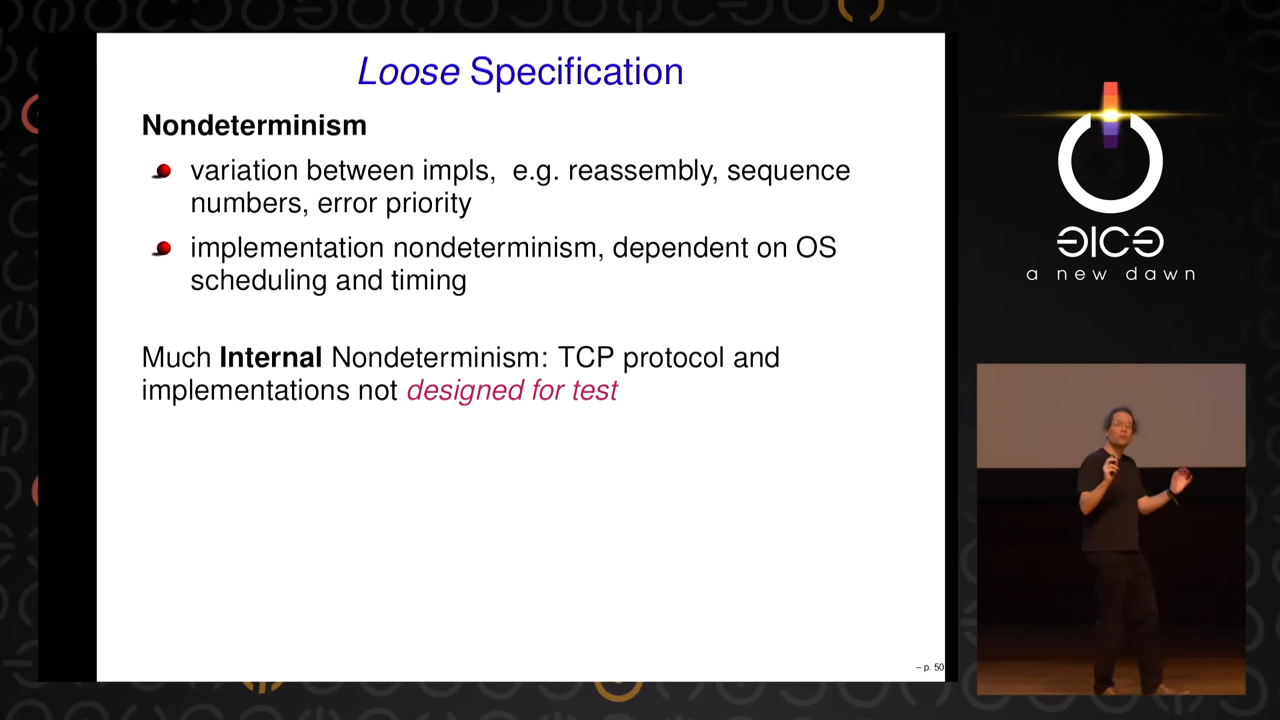 Loose Specification
Nondeterminism
variation between impls, e.g. reassembly, sequence
numbers, error priority
implementation nondeterminism, dependent on OS
scheduling and timing
Much Internal Nondeterminism: TCP protocol and
implementations not designed for test
– p. 50
31C3
a new dawn